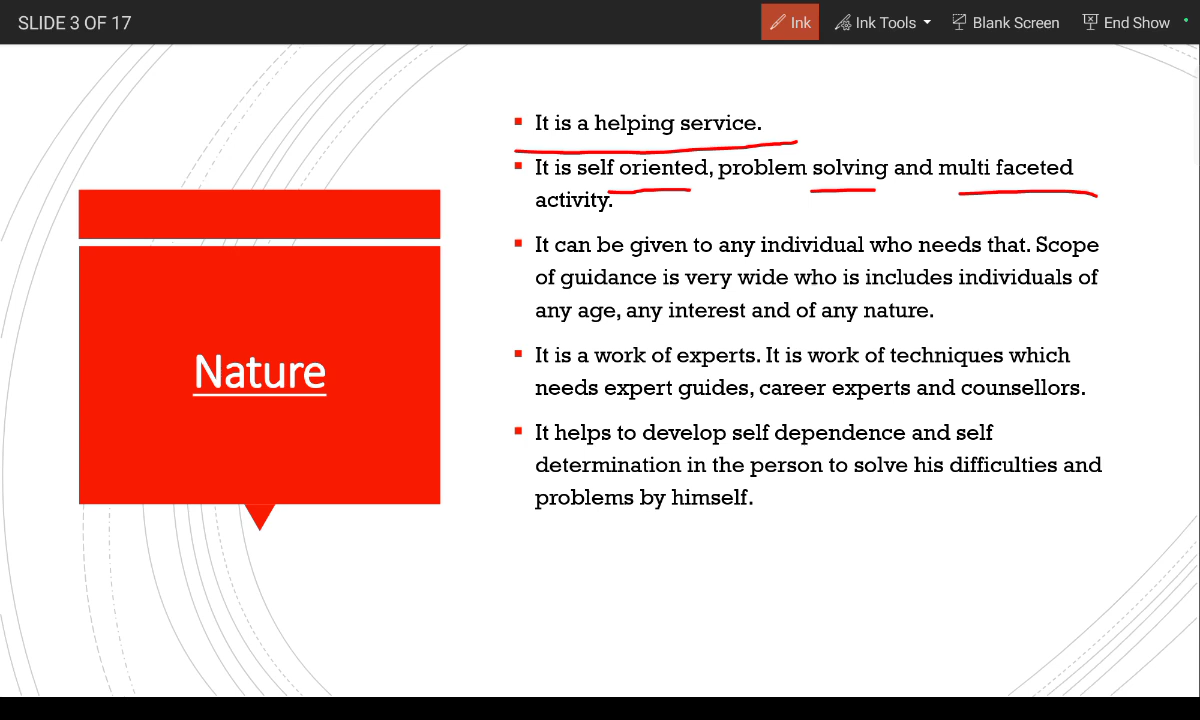 SLIDE 3 OF 17
Ink
Ink Tools
Blank Screen
End Show
Nature
It is a helping service.
It is self oriented, problem solving and multi faceted
activity.
It can be given to any individual who needs that. Scope
of guidance is very wide who is includes individuals of
any age, any interest and of any nature.
It is a work of experts. It is work of techniques which
needs expert guides, career experts and counsellors.
It helps to develop self dependence and self
determination in the person to solve his difficulties and
problems by himself.